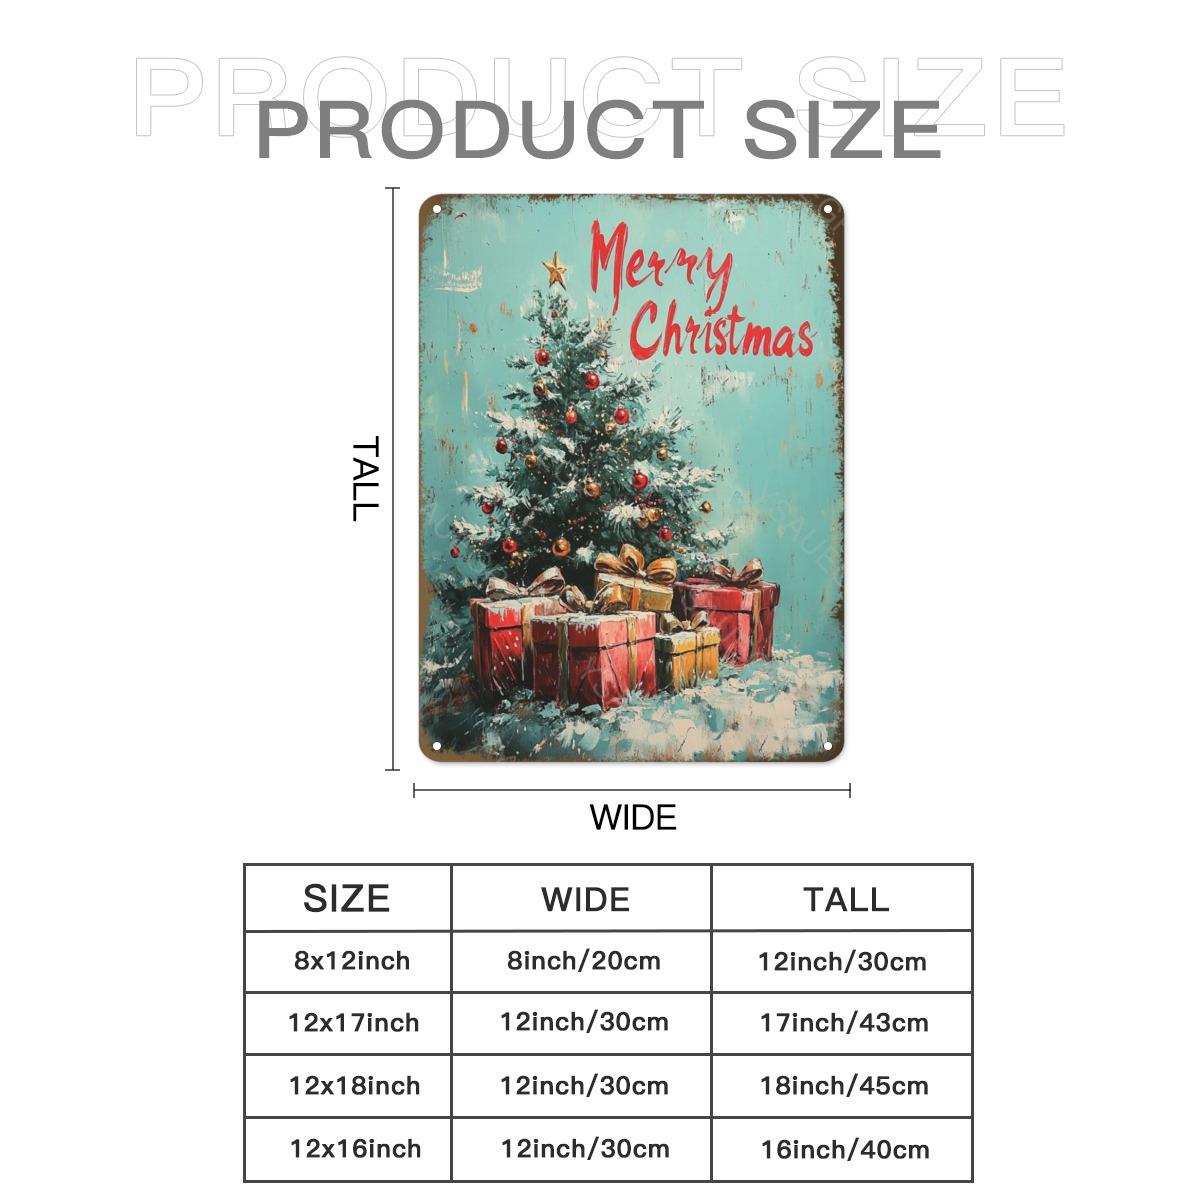 PRODUCT SIZE
PRODUCT SIZE
Merry
Christmas
TALL
WIDE
SIZE WIDE TALL
8x12inch 8inch/20cm 12inch/30cm
12x17inch 12inch/30cm 17inch/43cm
12x18inch 12inch/30cm 18inch/45cm
12x16inch 12inch/30cm 16inch/40cm